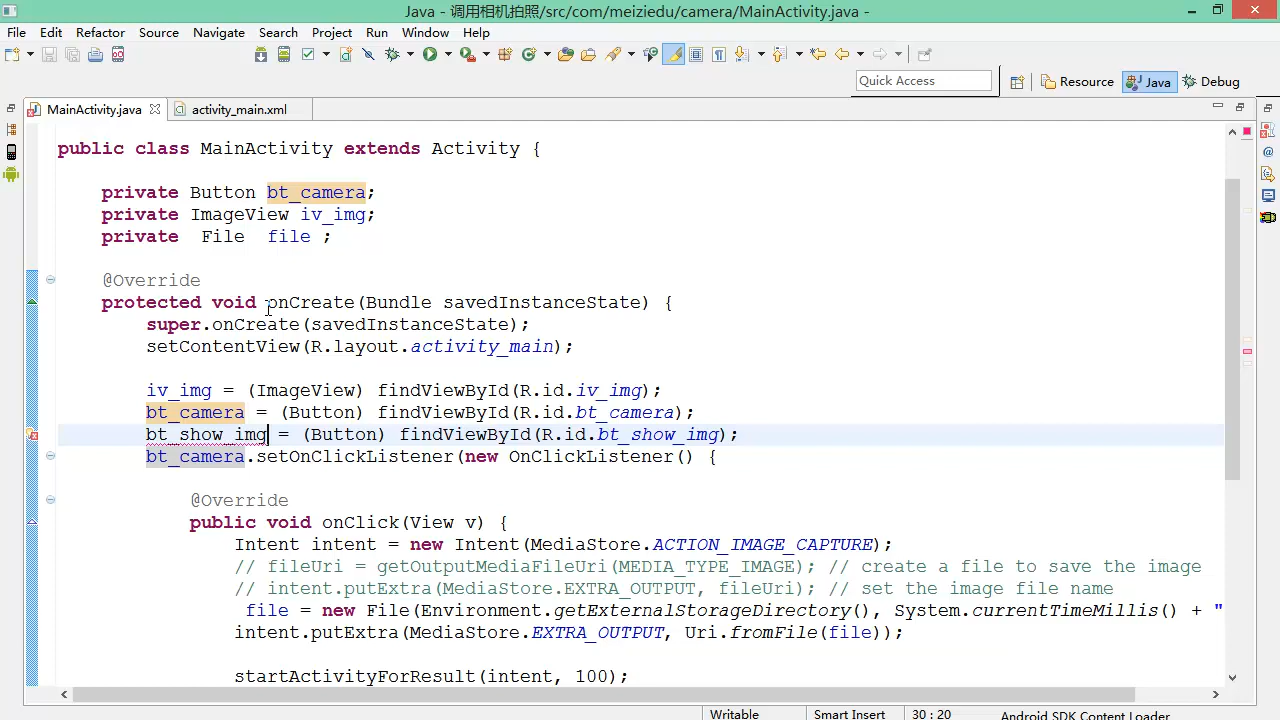 Java - 调用相机拍照/src/com/meiziedu/camera/MainActivity.java -
File Edit Refactor Source Navigate Search Project Run Window Help
Quick Access
Resource Java Debug
MainActivity.java activity_main.xml
public class MainActivity extends Activity {
private Button bt_camera;
private ImageView iv_img;
private  File  file ;
@Override
protected void onCreate(Bundle savedInstanceState) {
super.onCreate(savedInstanceState);
setContentView(R.layout.activity_main);
iv_img = (ImageView) findViewById(R.id.iv_img);
bt_camera = (Button) findViewById(R.id.bt_camera);
bt_show_img = (Button) findViewById(R.id.bt_show_img);
bt_camera.setOnClickListener(new OnClickListener() {
@Override
public void onClick(View v) {
Intent intent = new Intent(MediaStore.ACTION_IMAGE_CAPTURE);
// fileUri = getOutputMediaFileUri(MEDIA_TYPE_IMAGE); // create a file to save the image
// intent.putExtra(MediaStore.EXTRA_OUTPUT, fileUri); // set the image file name
file = new File(Environment.getExternalStorageDirectory(), System.currentTimeMillis() + "
intent.putExtra(MediaStore.EXTRA_OUTPUT, Uri.fromFile(file));
startActivityForResult(intent, 100);
Writable Smart Insert 30 : 20 Android SDK Content Loader